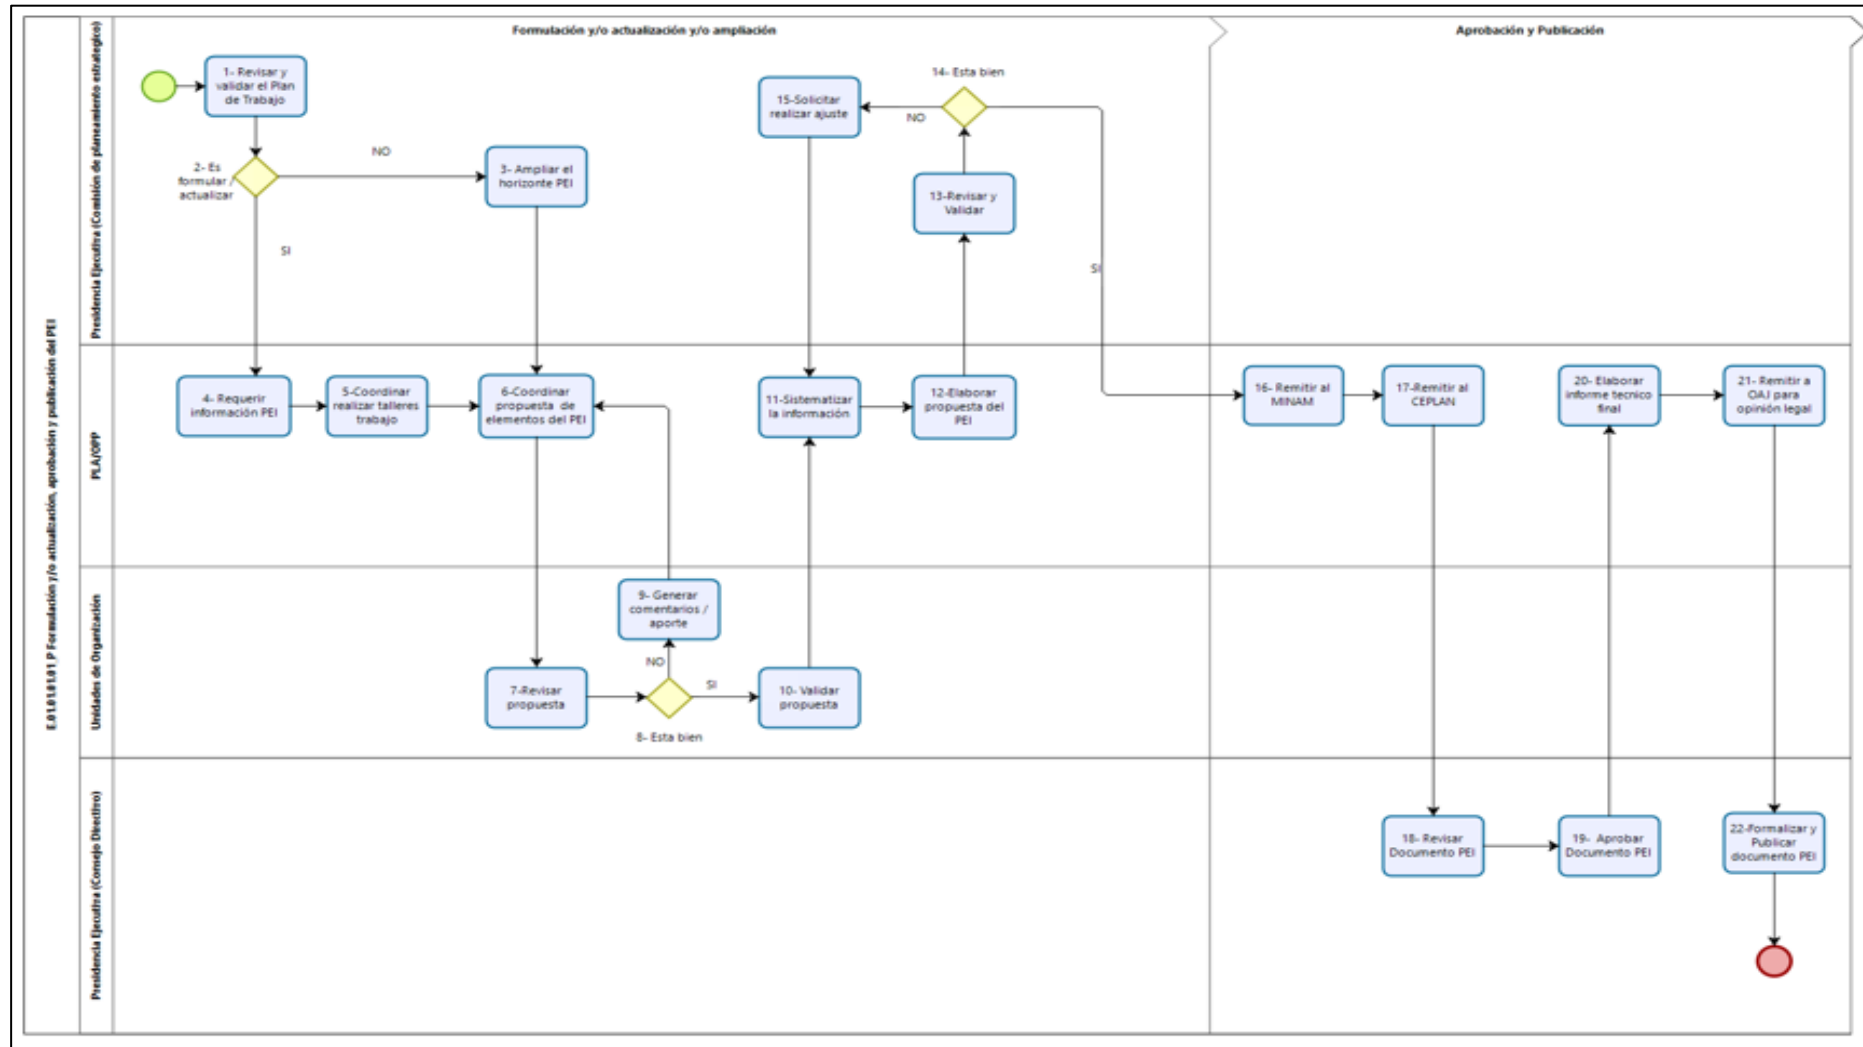 E.01.01.01.01_P Formulación y/o actualización, aprobación y publicación del PEI
Formulación y/o actualización y/o ampliación
Aprobación y Publicación
Presidencia Ejecutiva (Comisión de planeamiento estrategico)
1- Revisar y
validar el Plan
de Trabajo
2- Es
formular /
actualizar
NO
SI
3- Ampliar el
horizonte PEI
15-Solicitar
realizar ajuste
14- Esta bien
NO
13-Revisar y
Validar
SI
PLA/OPP
4- Requerir
información PEI
5-Coordinar
realizar talleres
trabajo
6-Coordinar
propuesta de
elementos del PEI
11-Sistematizar
la información
12-Elaborar
propuesta del
PEI
16- Remitir al
MINAM
17-Remitir al
CEPLAN
20- Elaborar
informe tecnico
final
21- Remitir a
OAJ para
opinión legal
Unidades de Organización
9- Generar
comentarios /
aporte
NO
7-Revisar
propuesta
SI
8- Esta bien
10- Validar
propuesta
Presidencia Ejecutiva (Consejo Directivo)
18- Revisar
Documento PEI
19- Aprobar
Documento PEI
22-Formalizar y
Publicar
documento PEI